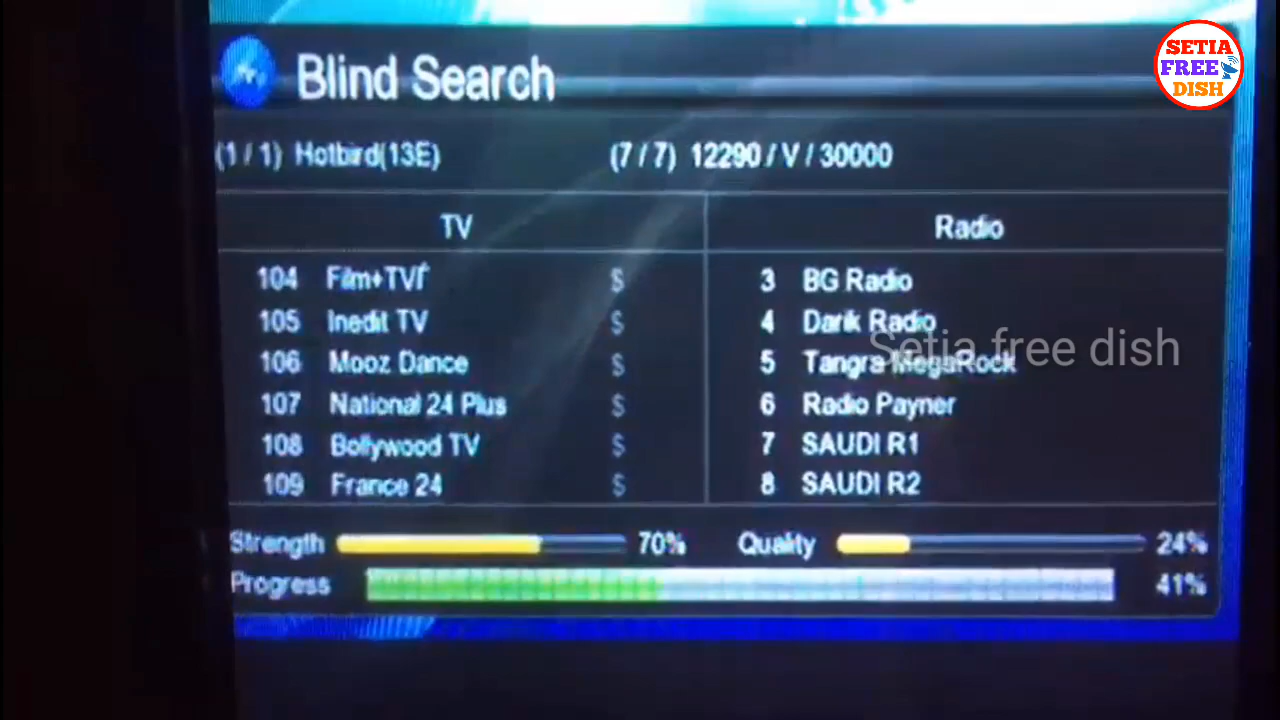 SETIA
FREE
DISH
Blind Search
(1 / 1) Hotbird(13E) (7 / 7) 12290 / V / 30000
TV Radio
104 Film+TVſ $ 3 BG Radio
105 Inedit TV $ 4 Darik Radio
Setia free dish
106 Mooz Dance $ 5 Tangra MegaRock
107 National 24 Plus $ 6 Radio Payner
108 Bollywood TV $ 7 SAUDI R1
109 France 24 $ 8 SAUDI R2
Strength 70% Quality 24%
Progress 41%